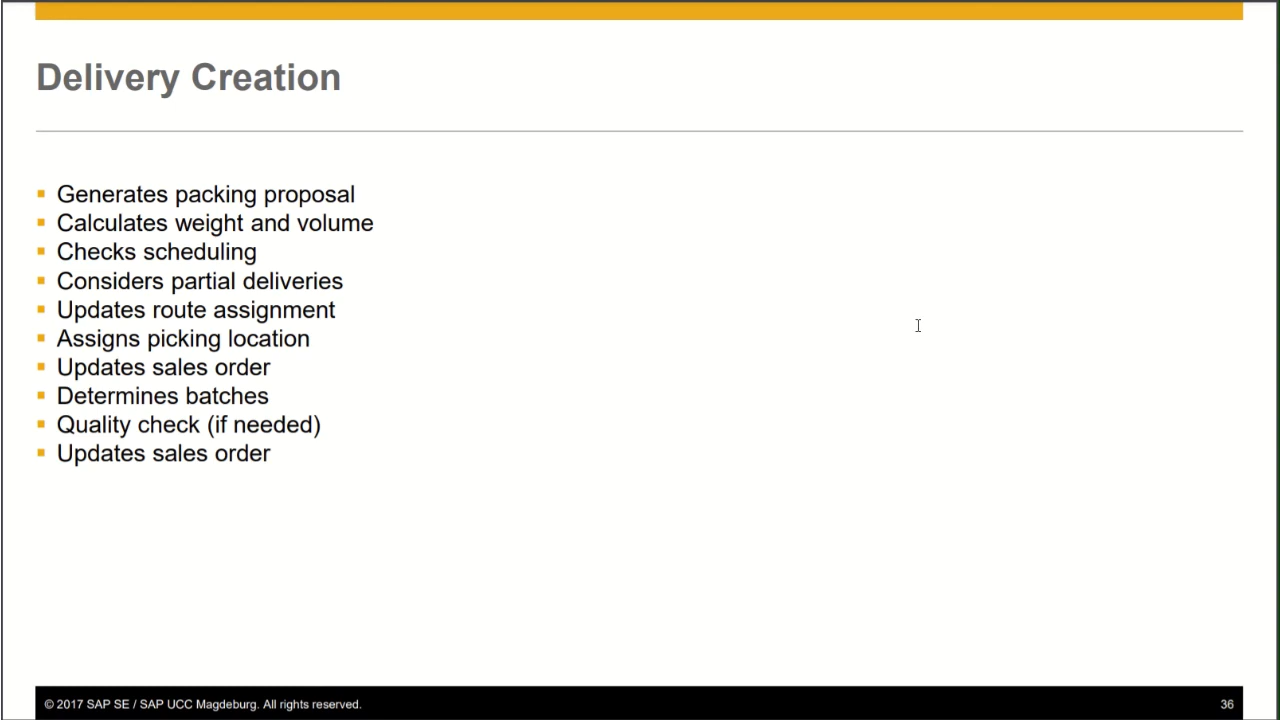 Delivery Creation
Generates packing proposal
Calculates weight and volume
Checks scheduling
Considers partial deliveries
Updates route assignment
Assigns picking location
Updates sales order
Determines batches
Quality check (if needed)
Updates sales order
© 2017 SAP SE / SAP UCC Magdeburg. All rights reserved.
36